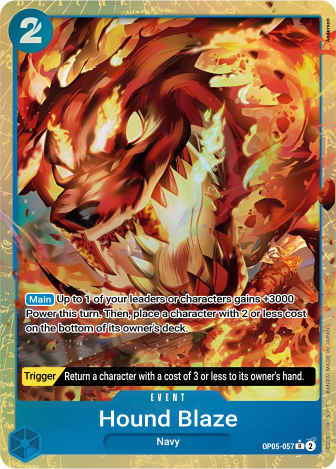 2
Andersen
Main Up to 1 of your leaders or characters gains +3000
Power this turn. Then, place a character with 2 or less cost
on the bottom of its owner's deck.
Trigger Return a character with a cost of 3 or less to its owner's hand.
EVENT
Hound Blaze
Navy
OP05-057 R 2